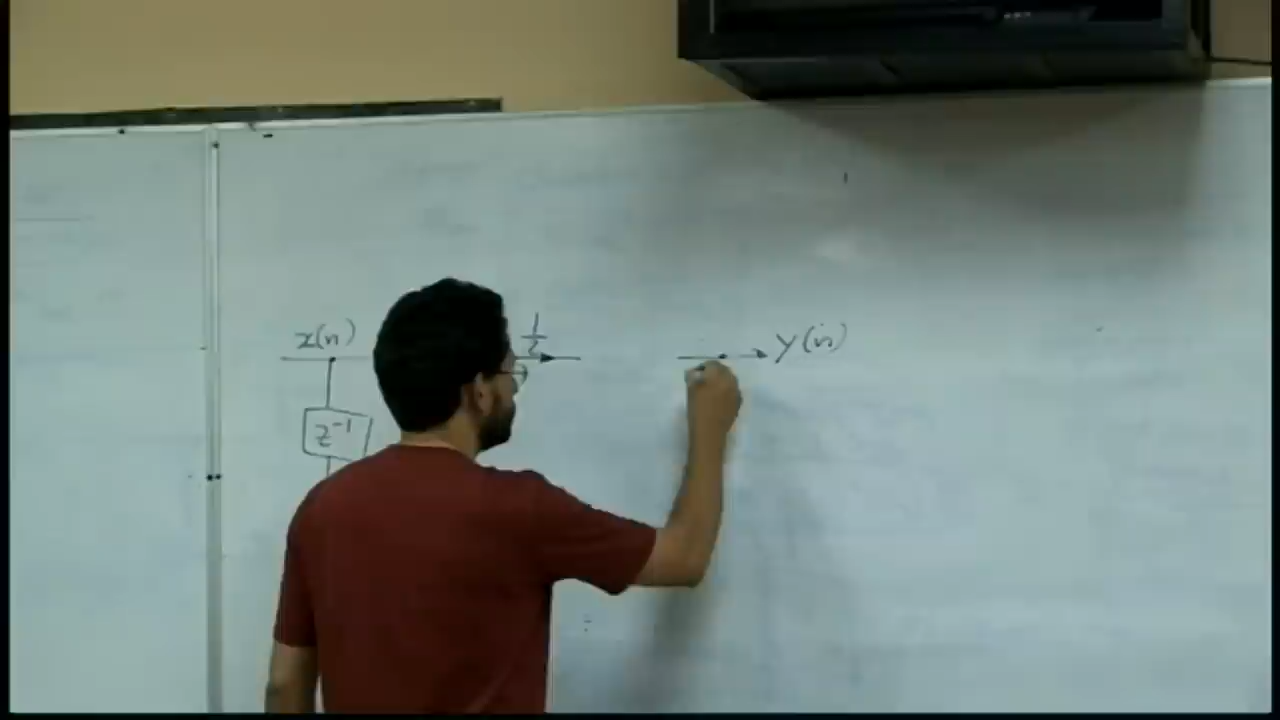 x(n)
1/2
y(n)
z⁻¹